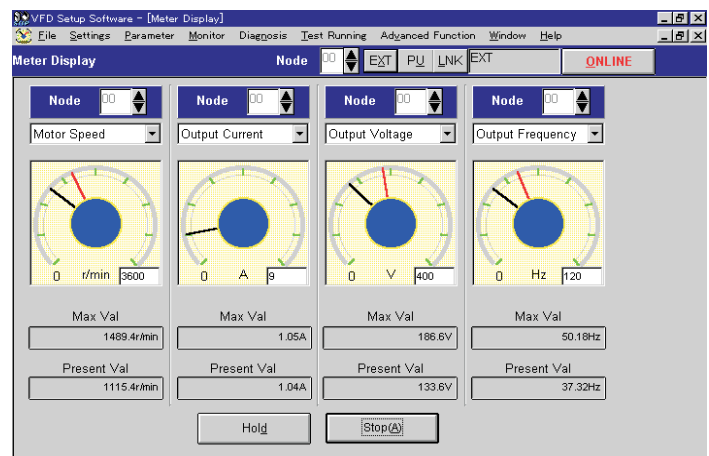 VFD Setup Software - [Meter Display]
File Settings Parameter Monitor Diagnosis Test Running Advanced Function Window Help
Meter Display Node 00 EXT PU LNK EXT ONLINE
Node 00 Node 00 Node 00 Node 00
Motor Speed Output Current Output Voltage Output Frequency
0 r/min 3600 0 A 9 0 V 400 0 Hz 120
Max Val Max Val Max Val Max Val
1489.4r/min 1.05A 186.6V 50.18Hz
Present Val Present Val Present Val Present Val
1115.4r/min 1.04A 133.6V 37.32Hz
Hold Stop(A)